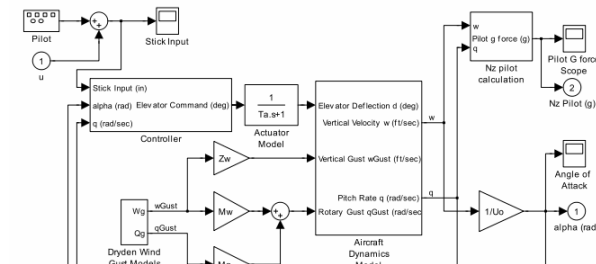 Pilot
Stick Input
1
u
w
Pilot g force (g)
q
Nz pilot
calculation
Pilot G force
Scope
2
Nz Pilot (g)
Stick Input (in)
alpha (rad)
Elevator Command (deg)
q (rad/sec)
Controller
1
Ta.s+1
Actuator
Model
Elevator Deflection d (deg)
Vertical Velocity w (ft/sec)
w
Vertical Gust wGust (ft/sec)
Pitch Rate q (rad/sec)
q
Rotary Gust qGust (rad/sec
Aircraft
Dynamics
Model
Zw
Mw
Wg
wGust
Qg
qGust
Dryden Wind
Gust Models
Mq
1/Uo
Angle of
Attack
1
alpha (rad